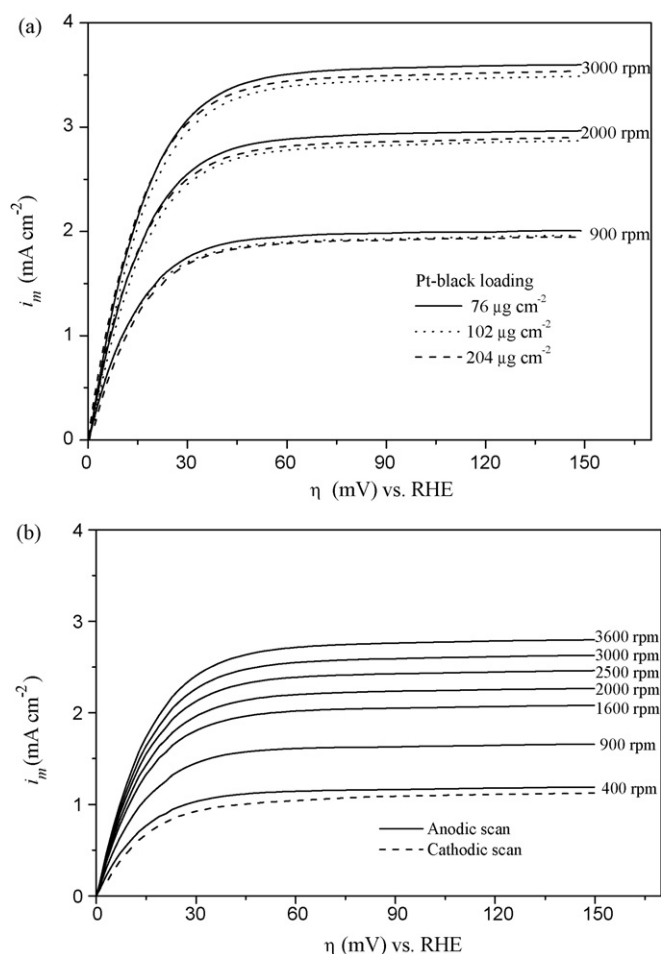 (a)
4
3
2
1
0
i_m (mA cm⁻²)
3000 rpm
2000 rpm
900 rpm
Pt-black loading
76 µg cm⁻²
102 µg cm⁻²
204 µg cm⁻²
0 30 60 90 120 150
η (mV) vs. RHE
(b)
4
3
2
1
0
i_m (mA cm⁻²)
3600 rpm
3000 rpm
2500 rpm
2000 rpm
1600 rpm
900 rpm
400 rpm
Anodic scan
Cathodic scan
0 30 60 90 120 150
η (mV) vs. RHE